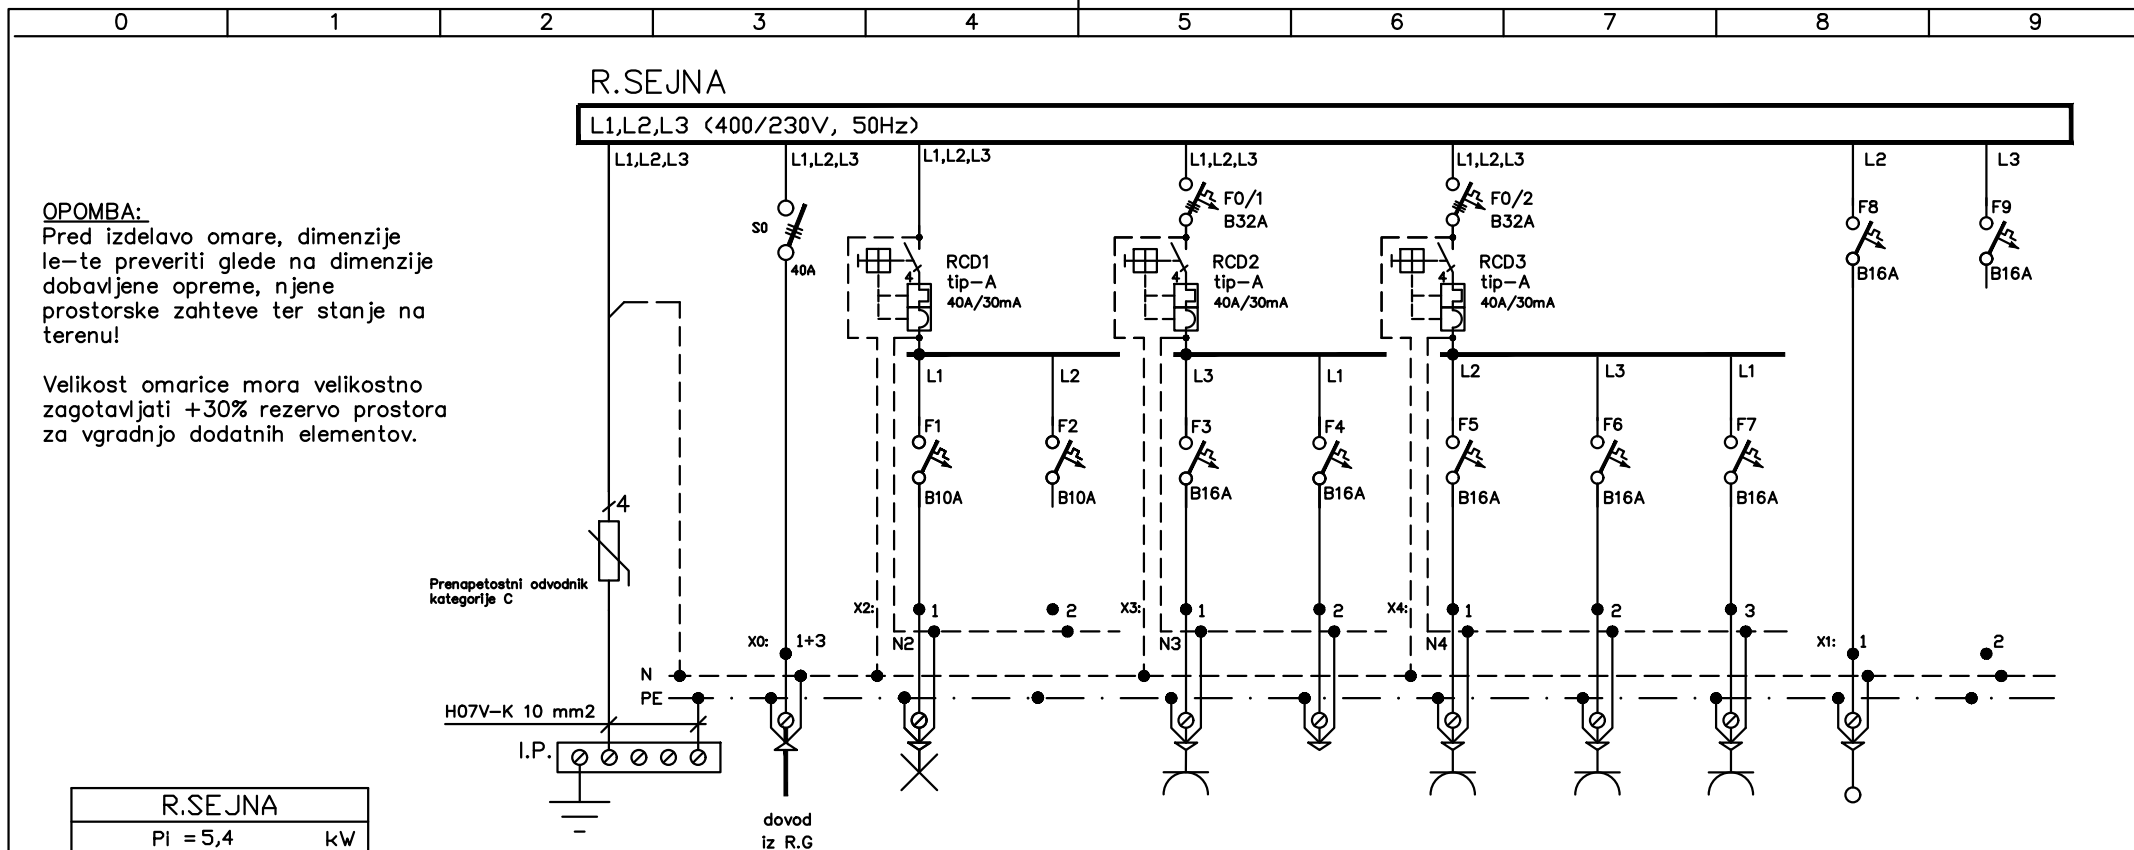 0 1 2 3 4 5 6 7 8 9
R.SEJNA
L1,L2,L3 (400/230V, 50Hz)
L1,L2,L3 L1,L2,L3 L1,L2,L3 L1,L2,L3 L1,L2,L3 L2 L3
OPOMBA:
Pred izdelavo omare, dimenzije
le-te preveriti glede na dimenzije
dobavljene opreme, njene
prostorske zahteve ter stanje na
terenu!
Velikost omarice mora velikostno
zagotavljati +30% rezervo prostora
za vgradnjo dodatnih elementov.
S0
40A
F0/1
B32A
F0/2
B32A
F8
B16A
F9
B16A
4
RCD1
tip-A
40A/30mA
4
RCD2
tip-A
40A/30mA
4
RCD3
tip-A
40A/30mA
L1 L2 L3 L1 L2 L3 L1
F1 F2 F3 F4 F5 F6 F7
B10A B10A B16A B16A B16A B16A B16A
4
Prenapetostni odvodnik
kategorije C
X2: 1 2 X3: 1 2 X4: 1 2 3
N2 N3 N4
X0: 1+3 X1: 1 2
N
PE
H07V-K 10 mm2
I.P.
dovod
iz R.G
R.SEJNA
Pi = 5,4 kW